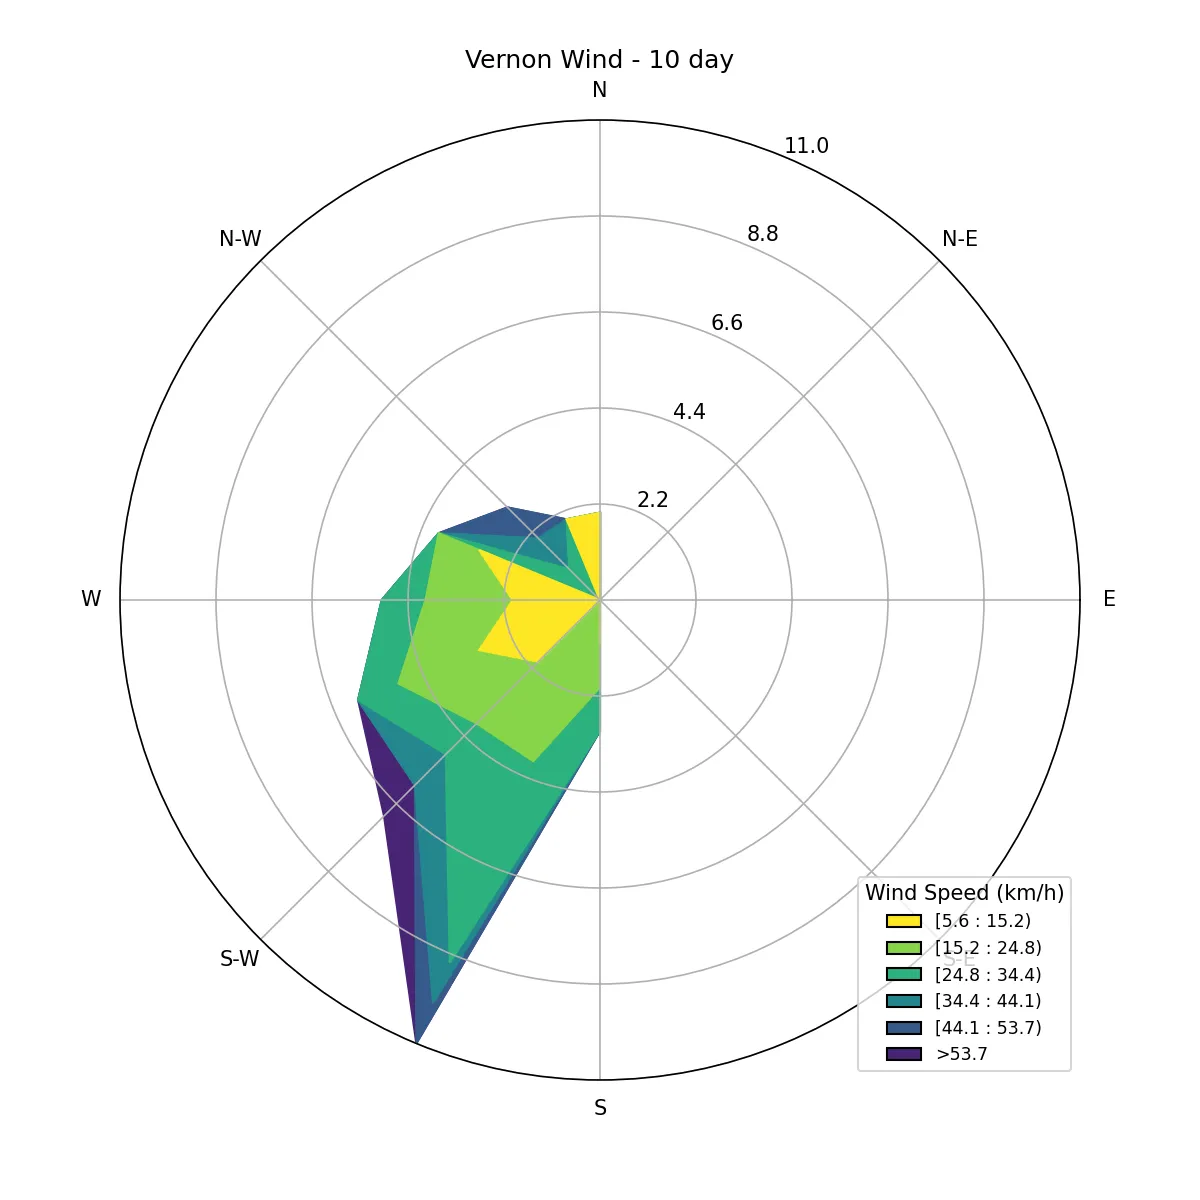 Vernon Wind - 10 day
N
11.0
N-W
8.8
N-E
6.6
4.4
2.2
W
E
Wind Speed (km/h)
[5.6 : 15.2)
[15.2 : 24.8)
[24.8 : 34.4)
[34.4 : 44.1)
[44.1 : 53.7)
>53.7
S-W
S-E
S